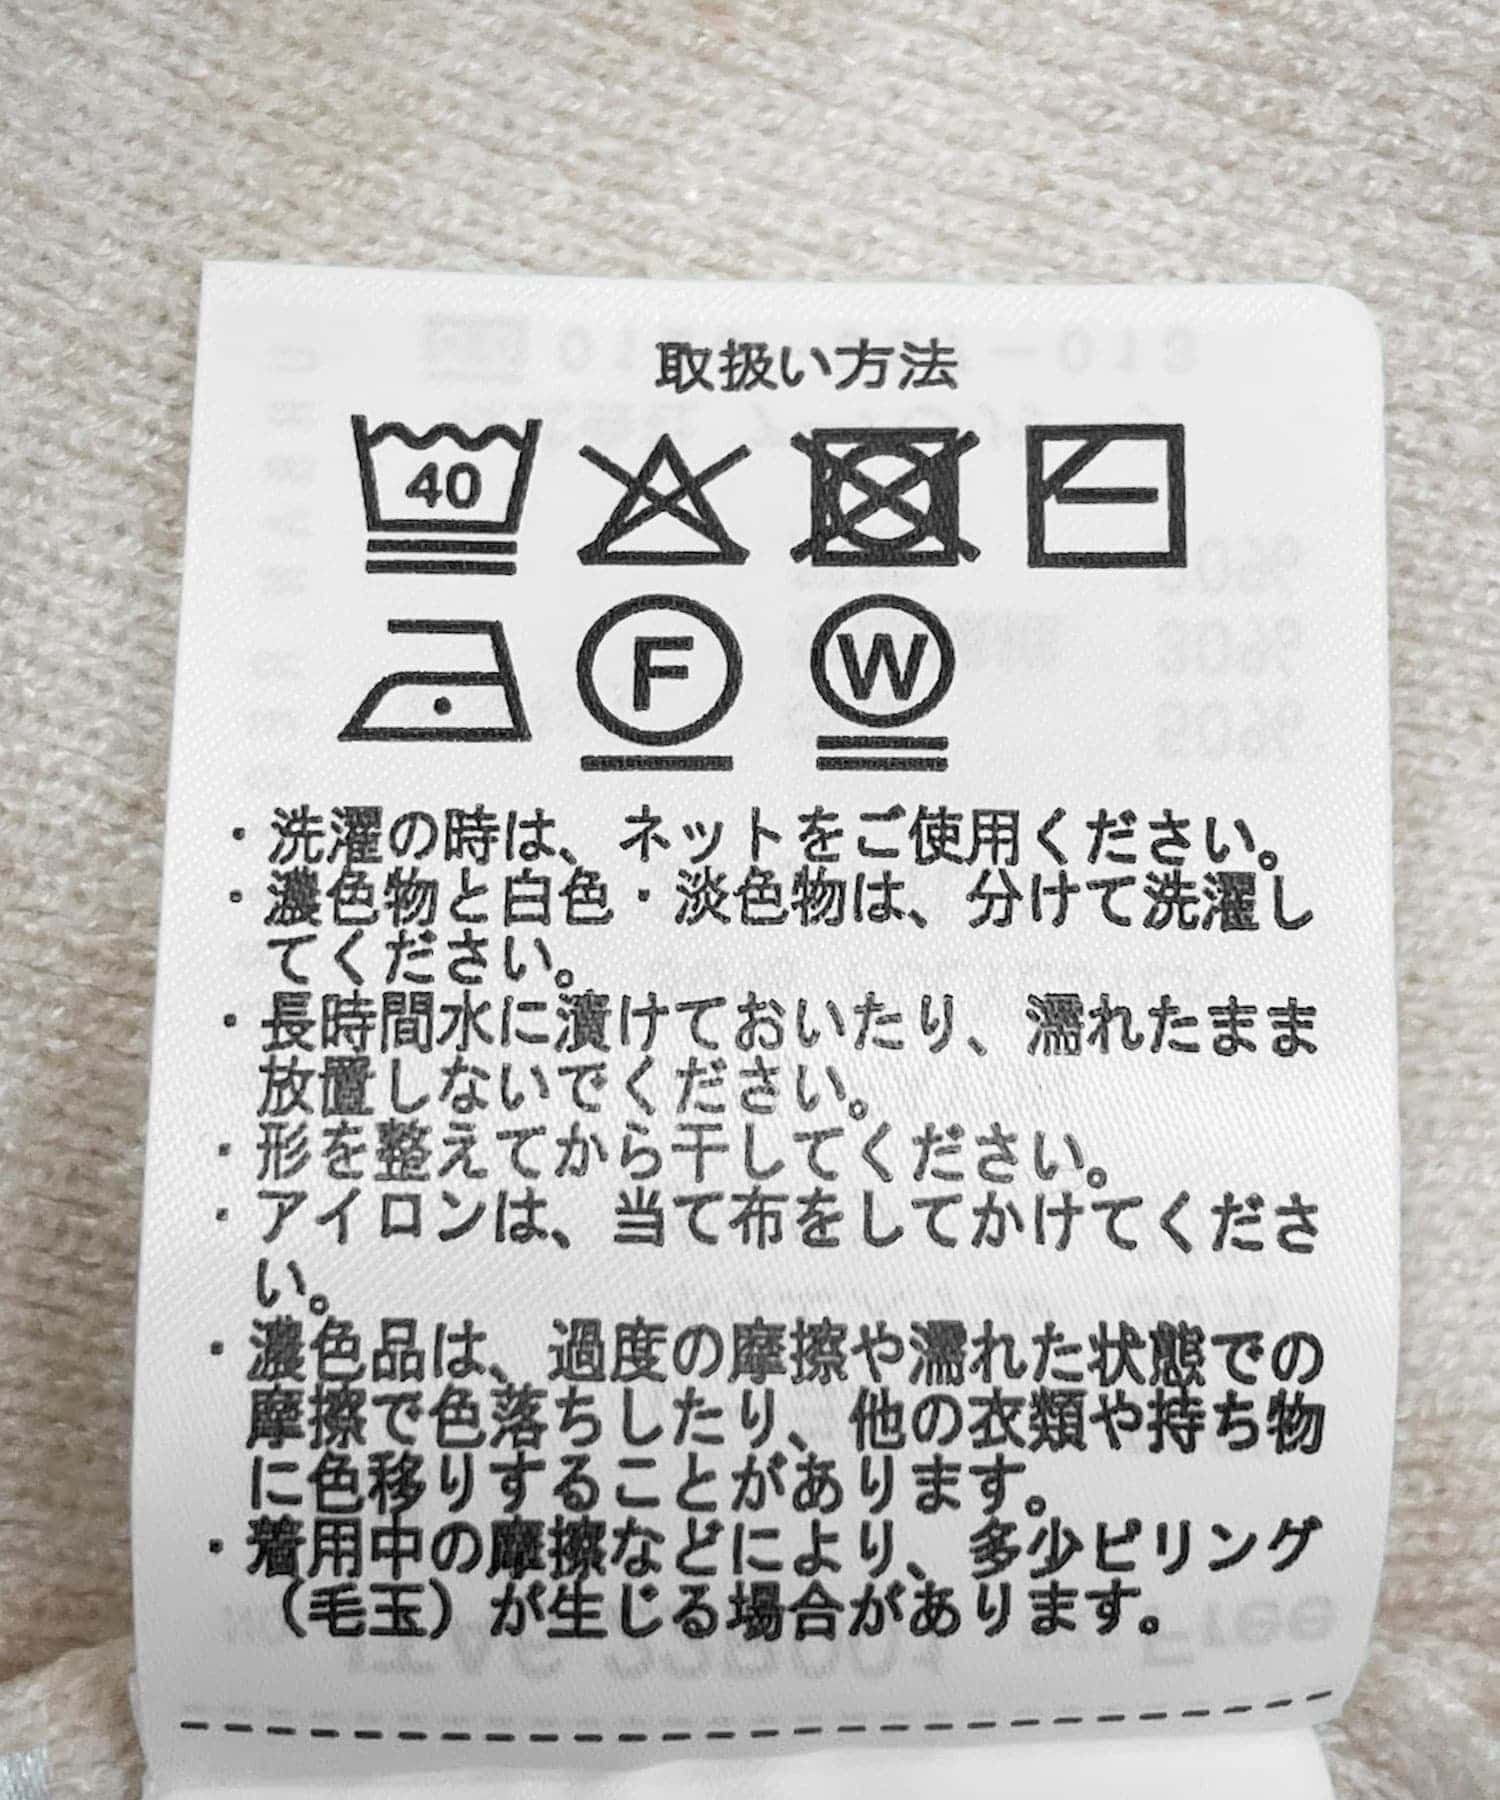 取扱い方法
40
F
W
・洗濯の時は、ネットをご使用ください。
・濃色物と白色・淡色物は、分けて洗濯し
てください。
・長時間水に漬けておいたり、濡れたまま
放置しないでください。
・形を整えてから干してください。
・アイロンは、当て布をしてかけてくださ
い。
・濃色品は、過度の摩擦や濡れた状態での
摩擦で色落ちしたり、他の衣類や持ち物
に色移りすることがあります。
・着用中の摩擦などにより、多少ピリング
（毛玉）が生じる場合があります。